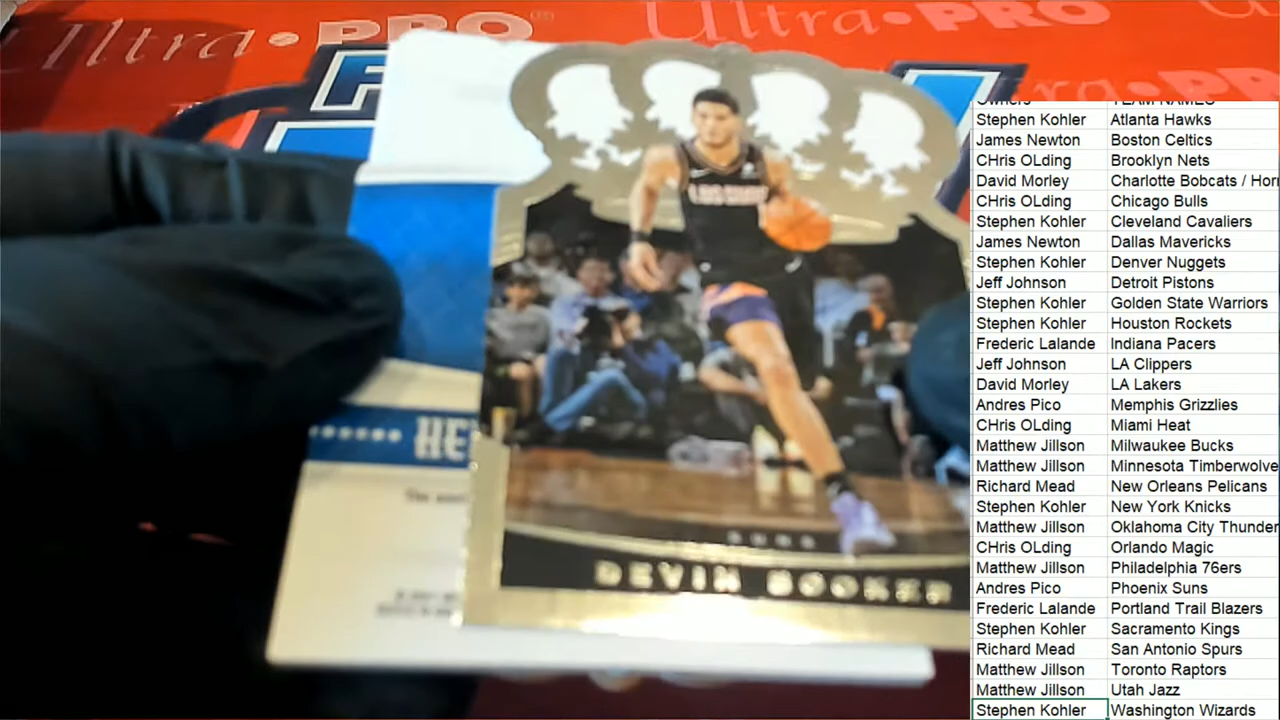 Ultra PRO
Ultra PRO
Owners TEAM NAMES
Stephen Kohler Atlanta Hawks
James Newton Boston Celtics
CHris OLding Brooklyn Nets
David Morley Charlotte Bobcats / Horr
CHris OLding Chicago Bulls
Stephen Kohler Cleveland Cavaliers
James Newton Dallas Mavericks
Stephen Kohler Denver Nuggets
Jeff Johnson Detroit Pistons
Stephen Kohler Golden State Warriors
Stephen Kohler Houston Rockets
Frederic Lalande Indiana Pacers
Jeff Johnson LA Clippers
David Morley LA Lakers
Andres Pico Memphis Grizzlies
CHris OLding Miami Heat
Matthew Jillson Milwaukee Bucks
Matthew Jillson Minnesota Timberwolve
Richard Mead New Orleans Pelicans
Stephen Kohler New York Knicks
Matthew Jillson Oklahoma City Thunder
CHris OLding Orlando Magic
Matthew Jillson Philadelphia 76ers
Andres Pico Phoenix Suns
Frederic Lalande Portland Trail Blazers
Stephen Kohler Sacramento Kings
Richard Mead San Antonio Spurs
Matthew Jillson Toronto Raptors
Matthew Jillson Utah Jazz
Stephen Kohler Washington Wizards
HE
SUNS
DEVIN BOOKER